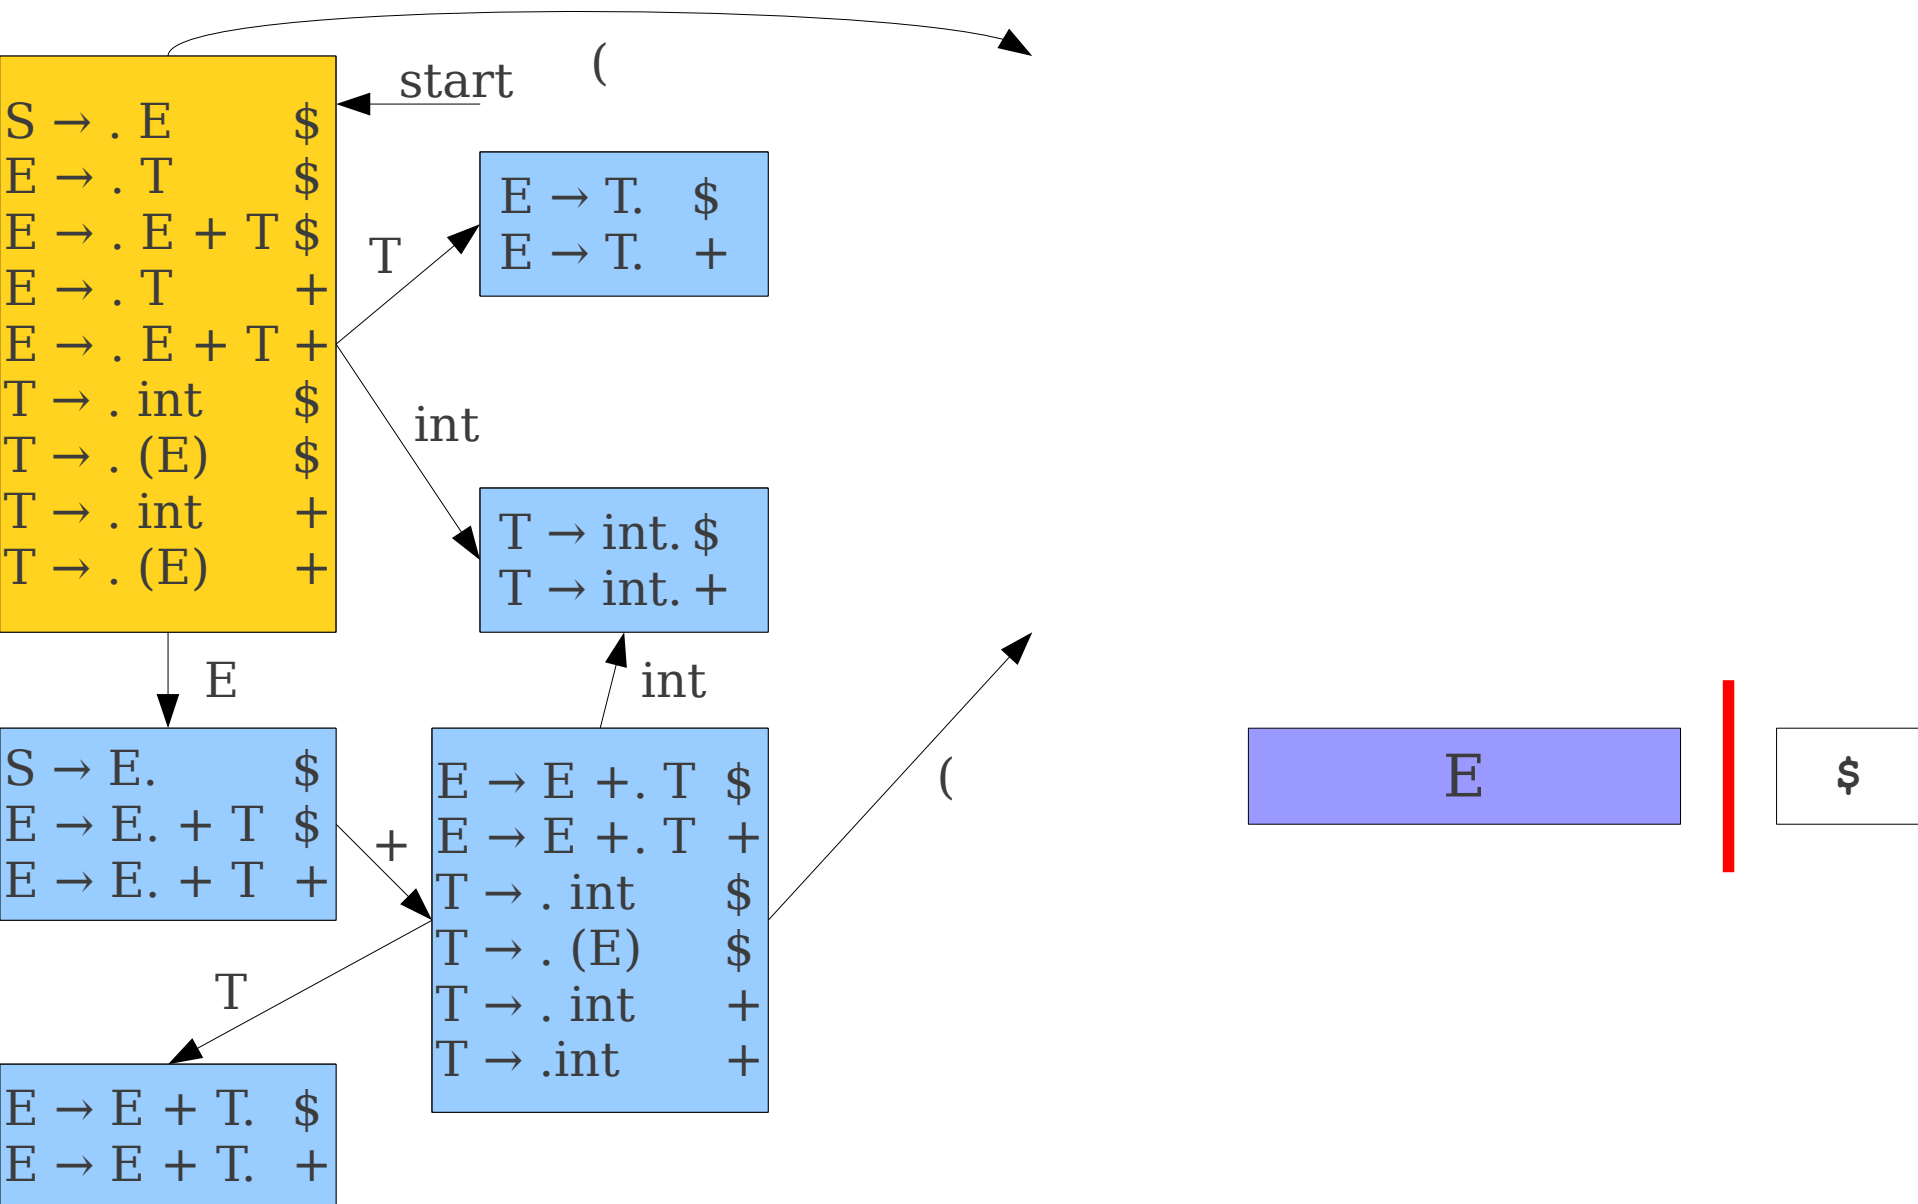 (
start
S → . E $
E → . T $
E → . E + T $
E → . T +
E → . E + T +
T → . int $
T → . (E) $
T → . int +
T → . (E) +
T
E → T. $
E → T. +
int
T → int. $
T → int. +
E
int
S → E. $
E → E. + T $
E → E. + T +
+
E → E +. T $
E → E +. T +
T → . int $
T → . (E) $
T → . int +
T → .int +
(
E
$
T
E → E + T. $
E → E + T. +